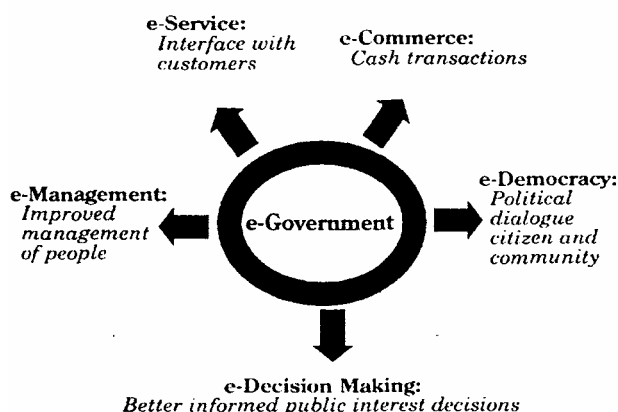 e-Service:
Interface with
customers
e-Commerce:
Cash transactions
e-Management:
Improved
management
of people
e-Government
e-Democracy:
Political
dialogue
citizen and
community
e-Decision Making:
Better informed public interest decisions